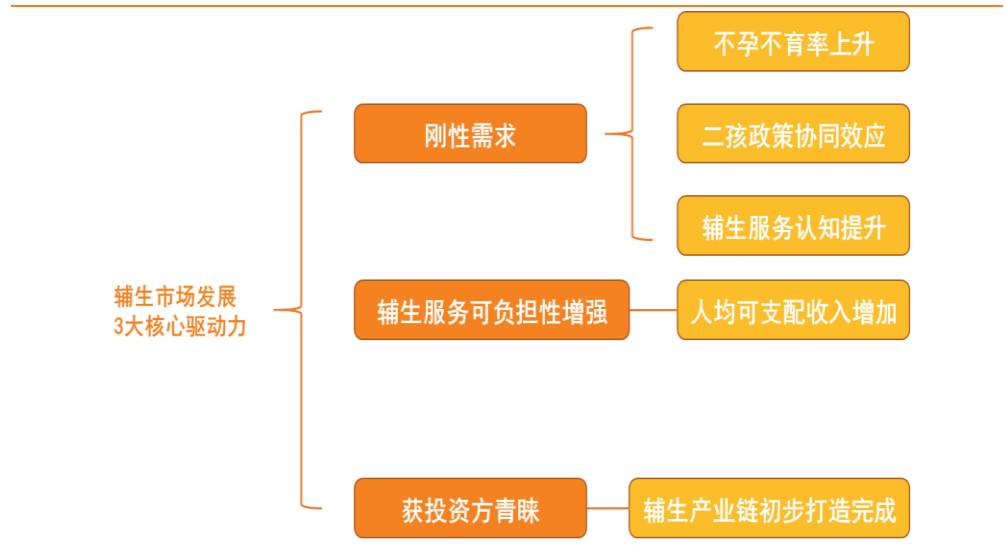 辅生市场发展
3大核心驱动力
刚性需求
不孕不育率上升
二孩政策协同效应
辅生服务认知提升
辅生服务可负担性增强
人均可支配收入增加
获投资方青睐
辅生产业链初步打造完成